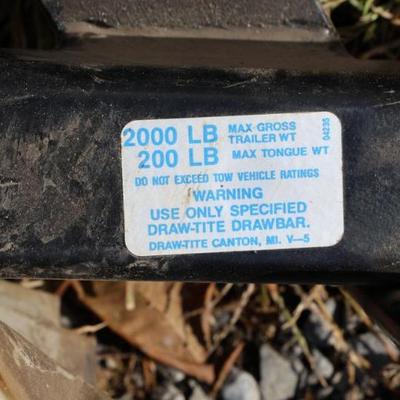 2000 LB MAX GROSS TRAILER WT
200 LB MAX TONGUE WT
DO NOT EXCEED TOW VEHICLE RATINGS
WARNING
USE ONLY SPECIFIED
DRAW-TITE DRAWBAR.
DRAW-TITE CANTON, MI. V-5
04235